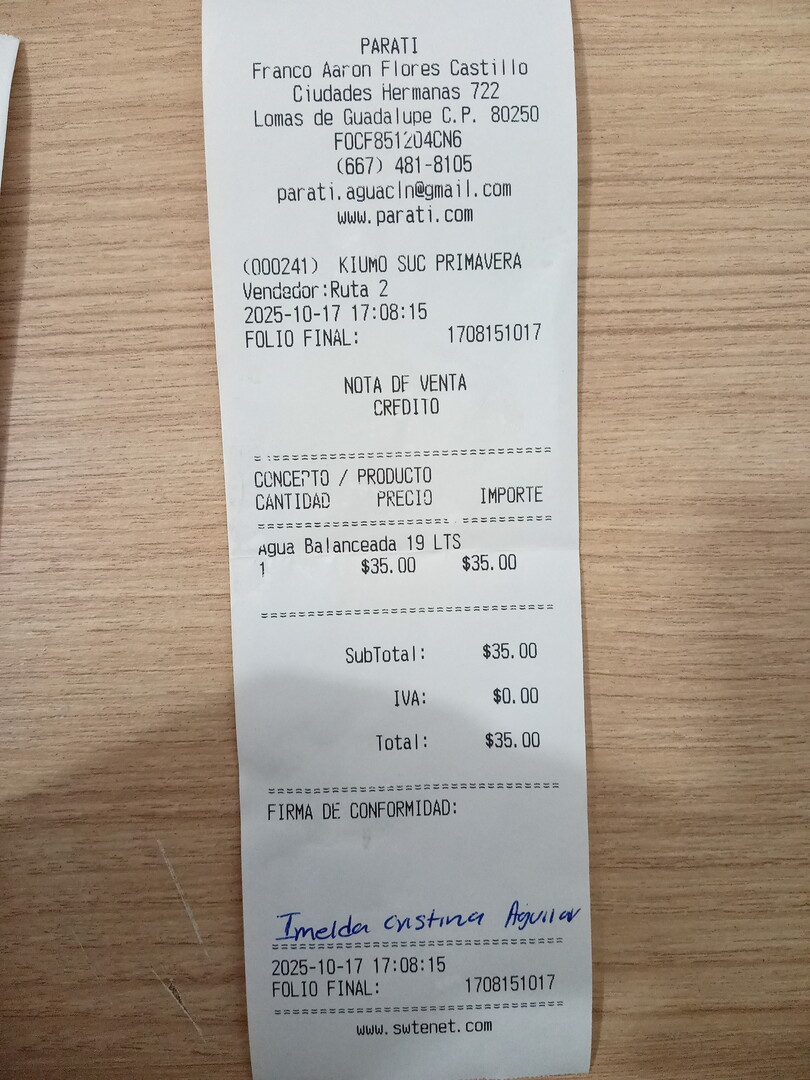 PARATI
Franco Aaron Flores Castillo
Ciudades Hermanas 722
Lomas de Guadalupe C.P. 80250
FOCF851204CN6
(667) 481-8105
parati.aguacln@gmail.com
www.parati.com
(000241) KIUMO SUC PRIMAVERA
Vendedor:Ruta 2
2025-10-17 17:08:15
FOLIO FINAL: 1708151017
NOTA DE VENTA
CREDITO
CONCEPTO / PRODUCTO
CANTIDAD PRECIO IMPORTE
Agua Balanceada 19 LTS
1 $35.00 $35.00
SubTotal: $35.00
IVA: $0.00
Total: $35.00
FIRMA DE CONFORMIDAD:
Imelda Cristina Aguilar
2025-10-17 17:08:15
FOLIO FINAL: 1708151017
www.swtenet.com